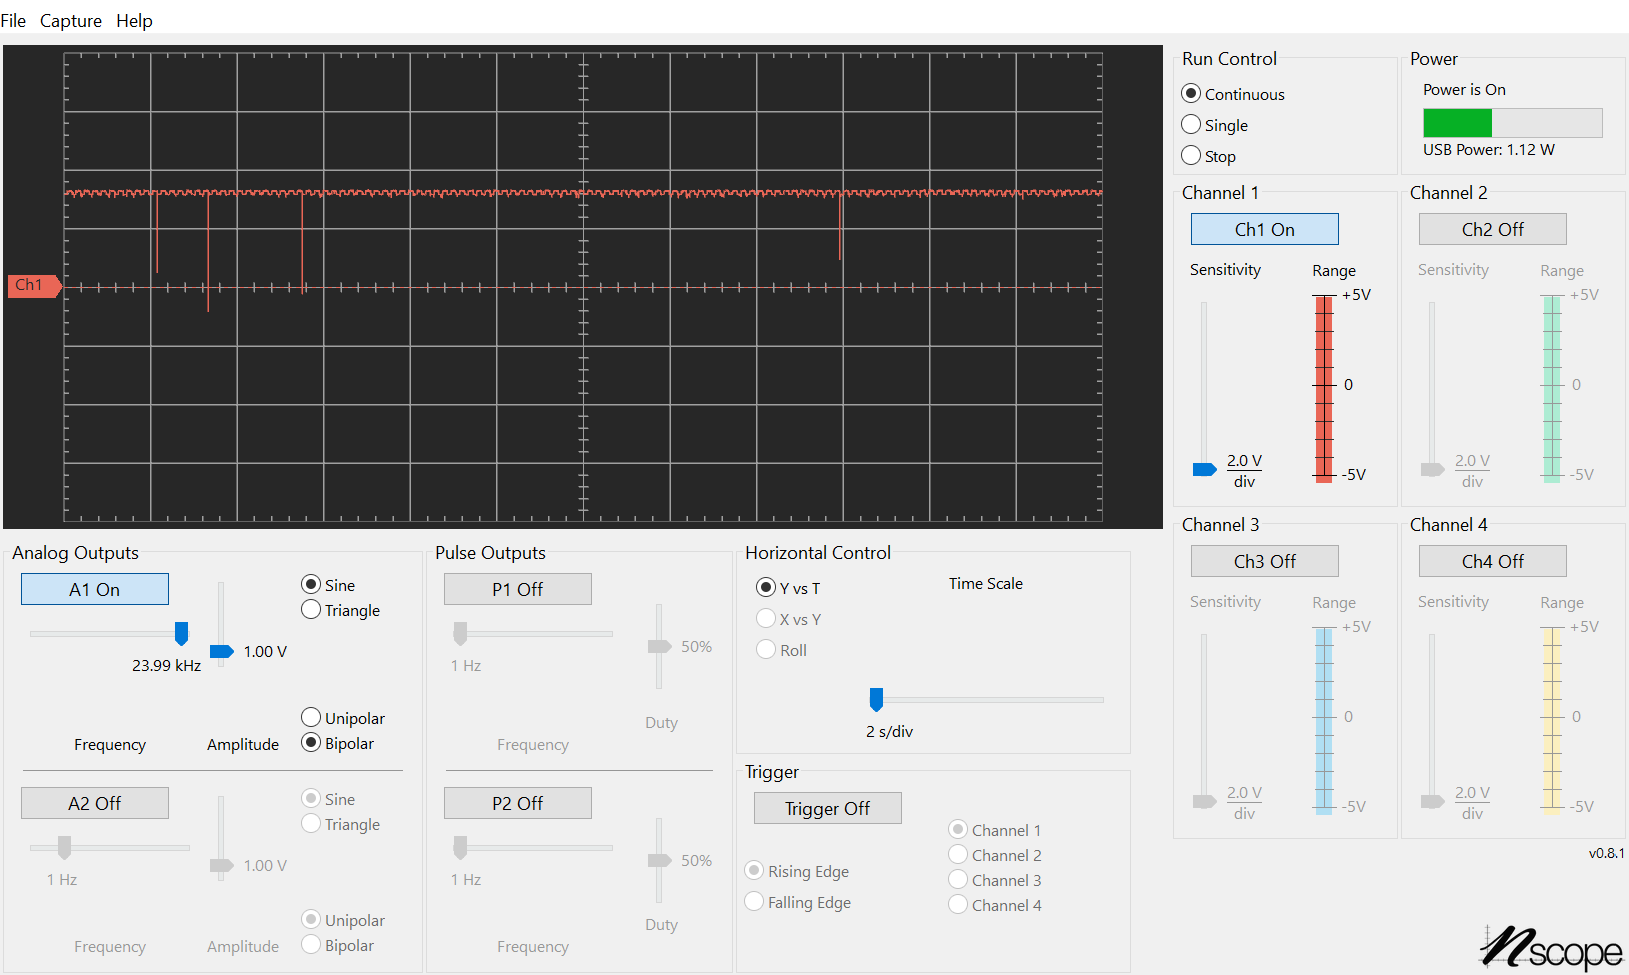 File Capture Help
Ch1
Run Control
Continuous
Single
Stop
Power
Power is On
USB Power: 1.12 W
Channel 1
Ch1 On
Sensitivity
Range
+5V
0
-5V
2.0 V
div
Channel 2
Ch2 Off
Sensitivity
Range
+5V
0
-5V
2.0 V
div
Channel 3
Ch3 Off
Sensitivity
Range
+5V
0
-5V
2.0 V
div
Channel 4
Ch4 Off
Sensitivity
Range
+5V
0
-5V
2.0 V
div
Analog Outputs
A1 On
Sine
Triangle
23.99 kHz
1.00 V
Unipolar
Bipolar
Frequency
Amplitude
A2 Off
Sine
Triangle
1 Hz
1.00 V
Unipolar
Bipolar
Frequency
Amplitude
Pulse Outputs
P1 Off
1 Hz
50%
Duty
Frequency
P2 Off
1 Hz
50%
Duty
Frequency
Horizontal Control
Y vs T
X vs Y
Roll
Time Scale
2 s/div
Trigger
Trigger Off
Rising Edge
Falling Edge
Channel 1
Channel 2
Channel 3
Channel 4
v0.8.1
nscope